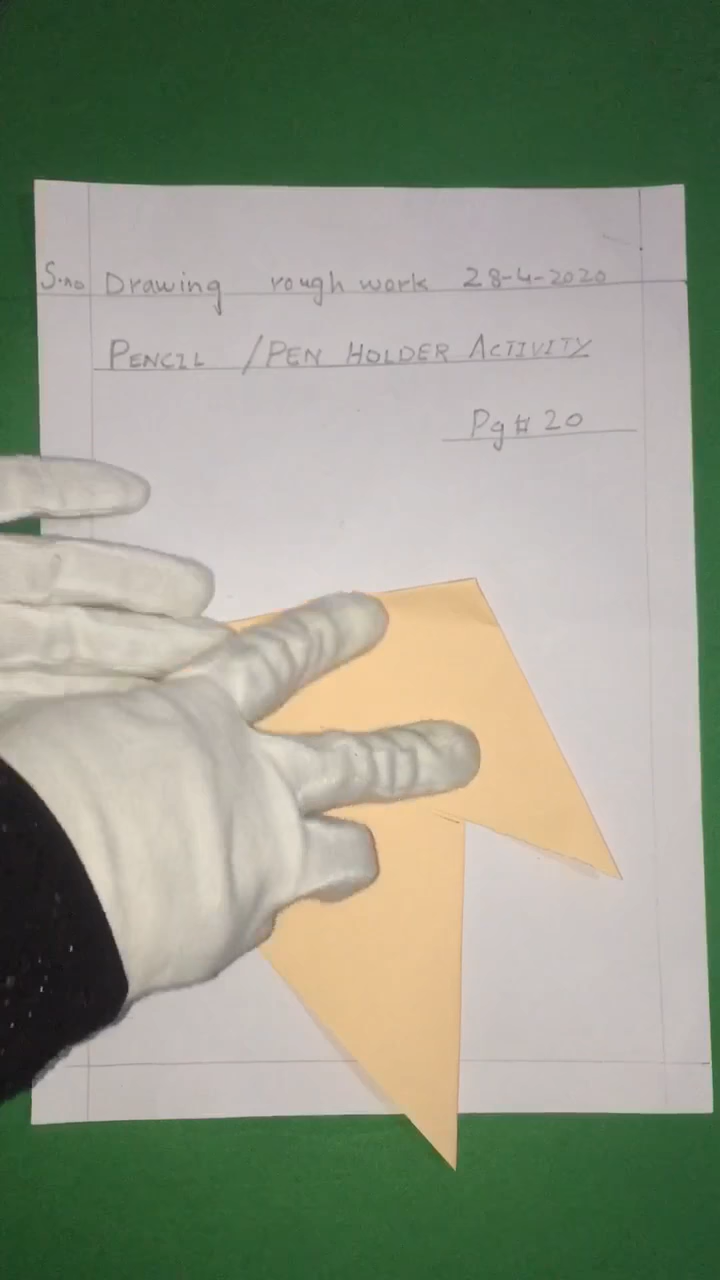 S.no Drawing rough work 28-4-2020
PENCIL / PEN HOLDER ACTIVITY
Pg # 20